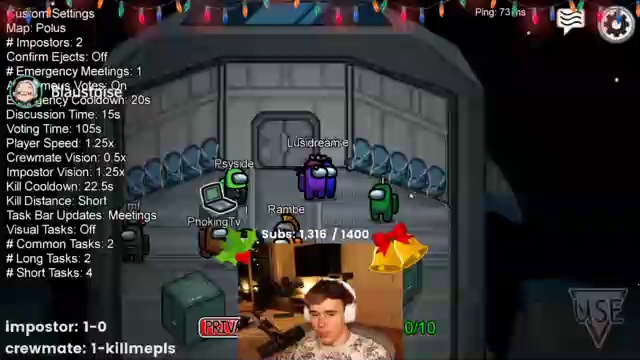 Custom Settings
Map: Polus
# Impostors: 2
Confirm Ejects: Off
# Emergency Meetings: 1
Votes: On
Blaustoise
Emergency Cooldown: 20s
Discussion Time: 15s
Voting Time: 105s
Player Speed: 1.25x
Crewmate Vision: 0.5x
Impostor Vision: 1.25x
Kill Cooldown: 22.5s
Kill Distance: Short
Task Bar Updates: Meetings
Visual Tasks: Off
# Common Tasks: 2
# Long Tasks: 2
# Short Tasks: 4
Ping: 73 ms
Psyside
PhokingTv
Rambe
Subs: 1,316 / 1400
PRIV
0/10
USE
impostor: 1-0
crewmate: 1-killmepls